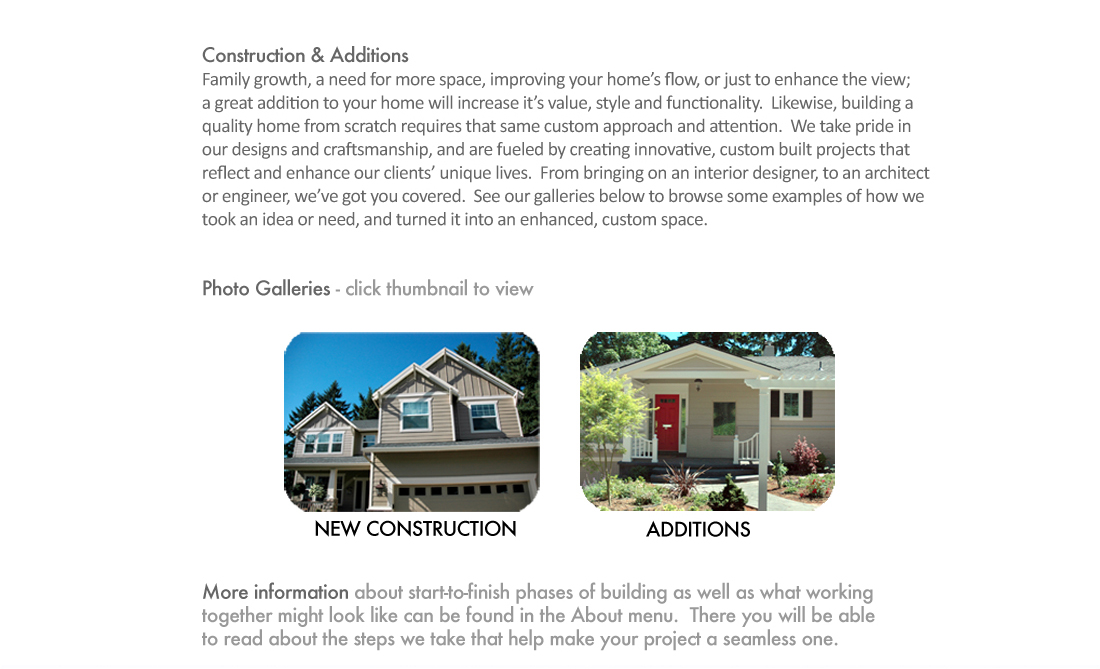 Construction & Additions
Family growth, a need for more space, improving your home’s flow, or just to enhance the view;
a great addition to your home will increase it’s value, style and functionality.  Likewise, building a
quality home from scratch requires that same custom approach and attention.  We take pride in
our designs and craftsmanship, and are fueled by creating innovative, custom built projects that
reflect and enhance our clients’ unique lives.  From bringing on an interior designer, to an architect
or engineer, we’ve got you covered.  See our galleries below to browse some examples of how we
took an idea or need, and turned it into an enhanced, custom space.
Photo Galleries - click thumbnail to view
NEW CONSTRUCTION
ADDITIONS
More information about start-to-finish phases of building as well as what working
together might look like can be found in the About menu.  There you will be able
to read about the steps we take that help make your project a seamless one.